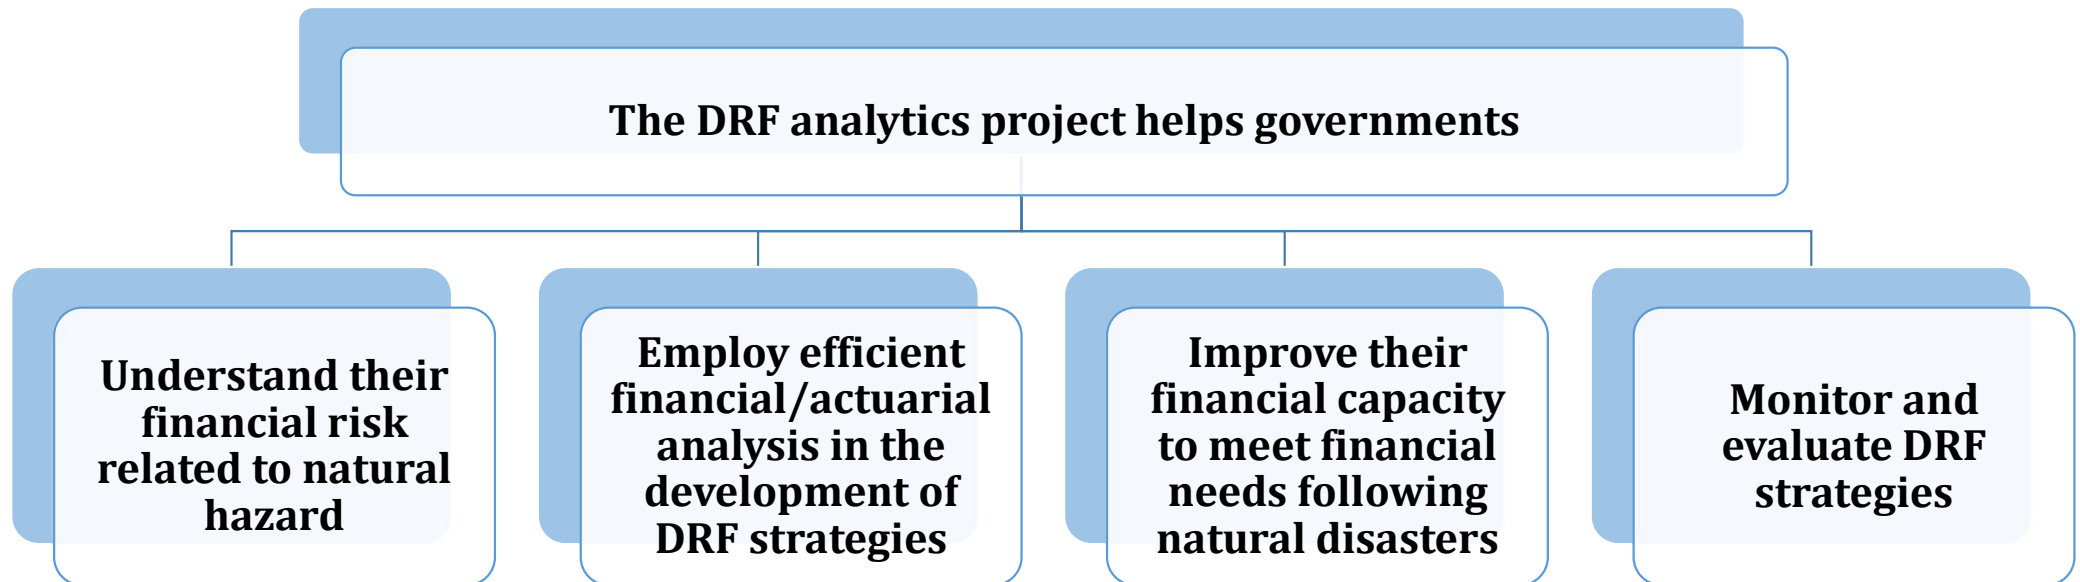 The DRF analytics project helps governments
Understand their
financial risk
related to natural
hazard
Employ efficient
financial/actuarial
analysis in the
development of
DRF strategies
Improve their
financial capacity
to meet financial
needs following
natural disasters
Monitor and
evaluate DRF
strategies